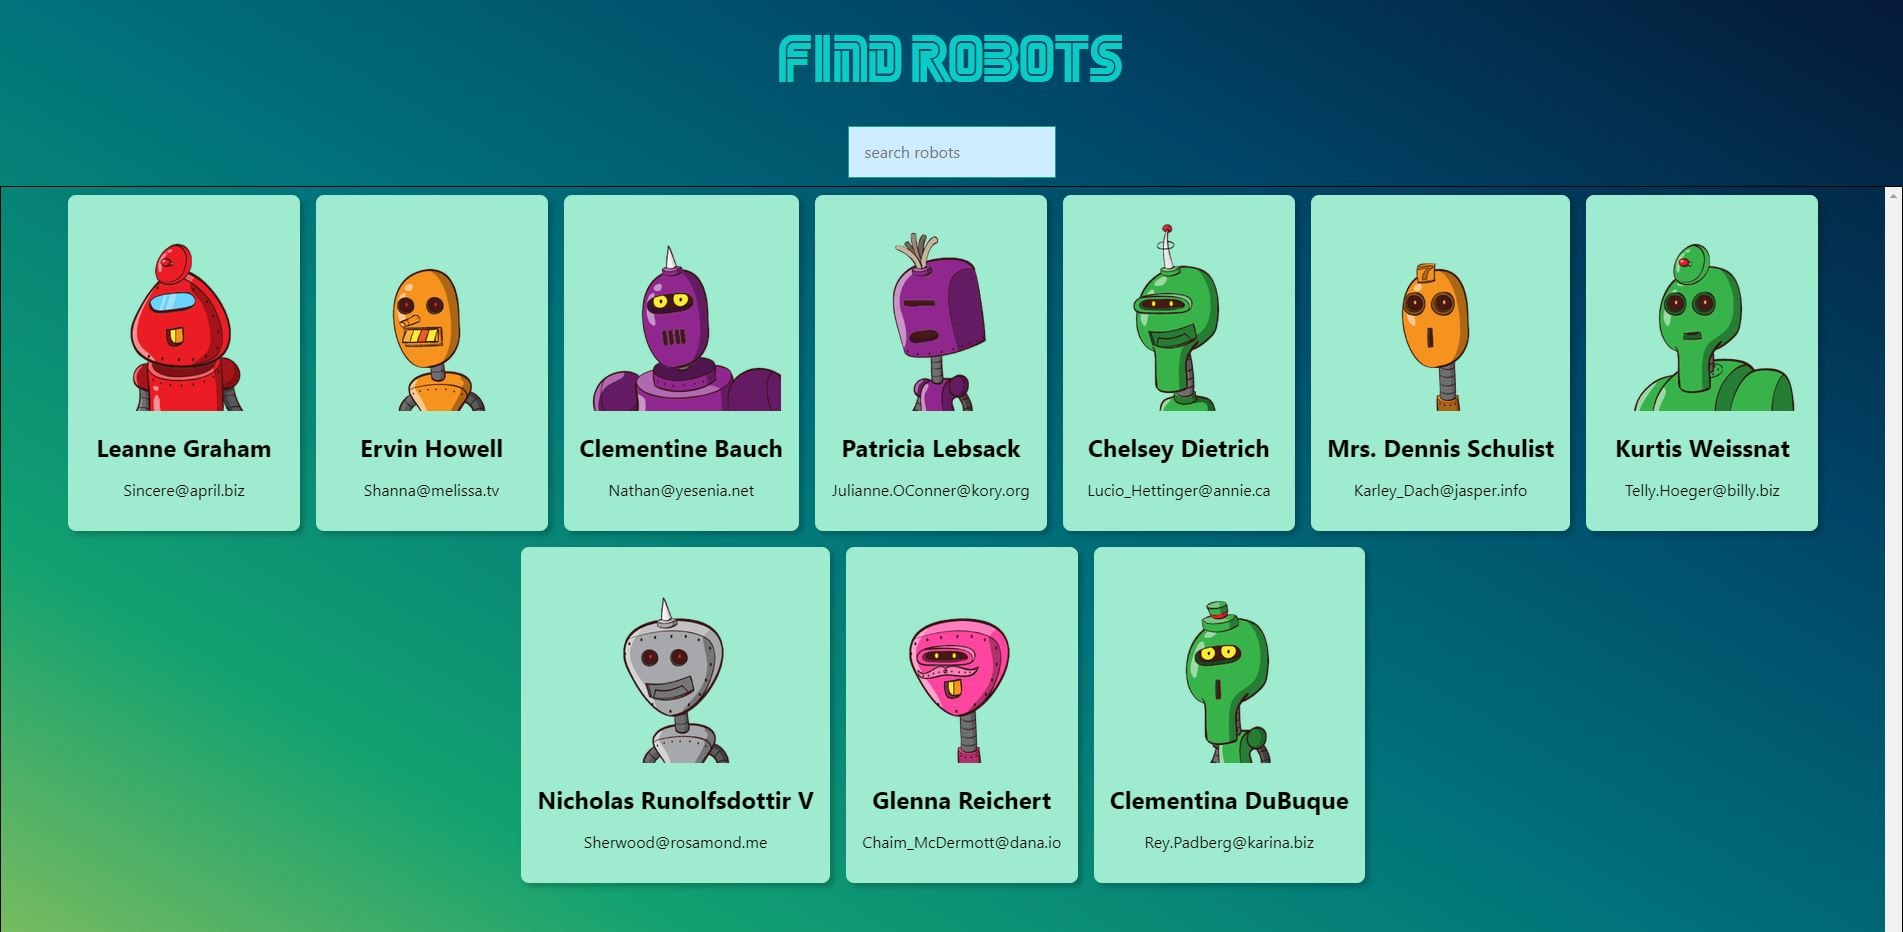 FIND ROBOTS
search robots
7
Leanne Graham
Sincere@april.biz
Ervin Howell
Shanna@melissa.tv
Clementine Bauch
Nathan@yesenia.net
Patricia Lebsack
Julianne.OConner@kory.org
Chelsey Dietrich
Lucio_Hettinger@annie.ca
Mrs. Dennis Schulist
Karley_Dach@jasper.info
Kurtis Weissnat
Telly.Hoeger@billy.biz
Nicholas Runolfsdottir V
Sherwood@rosamond.me
Glenna Reichert
Chaim_McDermott@dana.io
Clementina DuBuque
Rey.Padberg@karina.biz